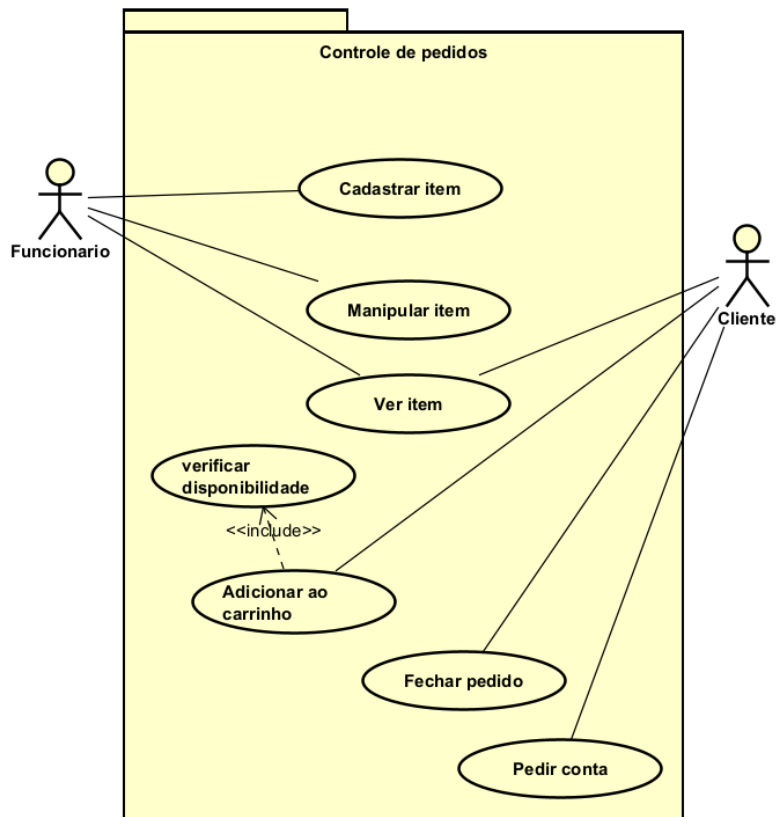 Controle de pedidos
Cadastrar item
Funcionario
Manipular item
Cliente
Ver item
verificar
disponibilidade
<<include>>
Adicionar ao
carrinho
Fechar pedido
Pedir conta